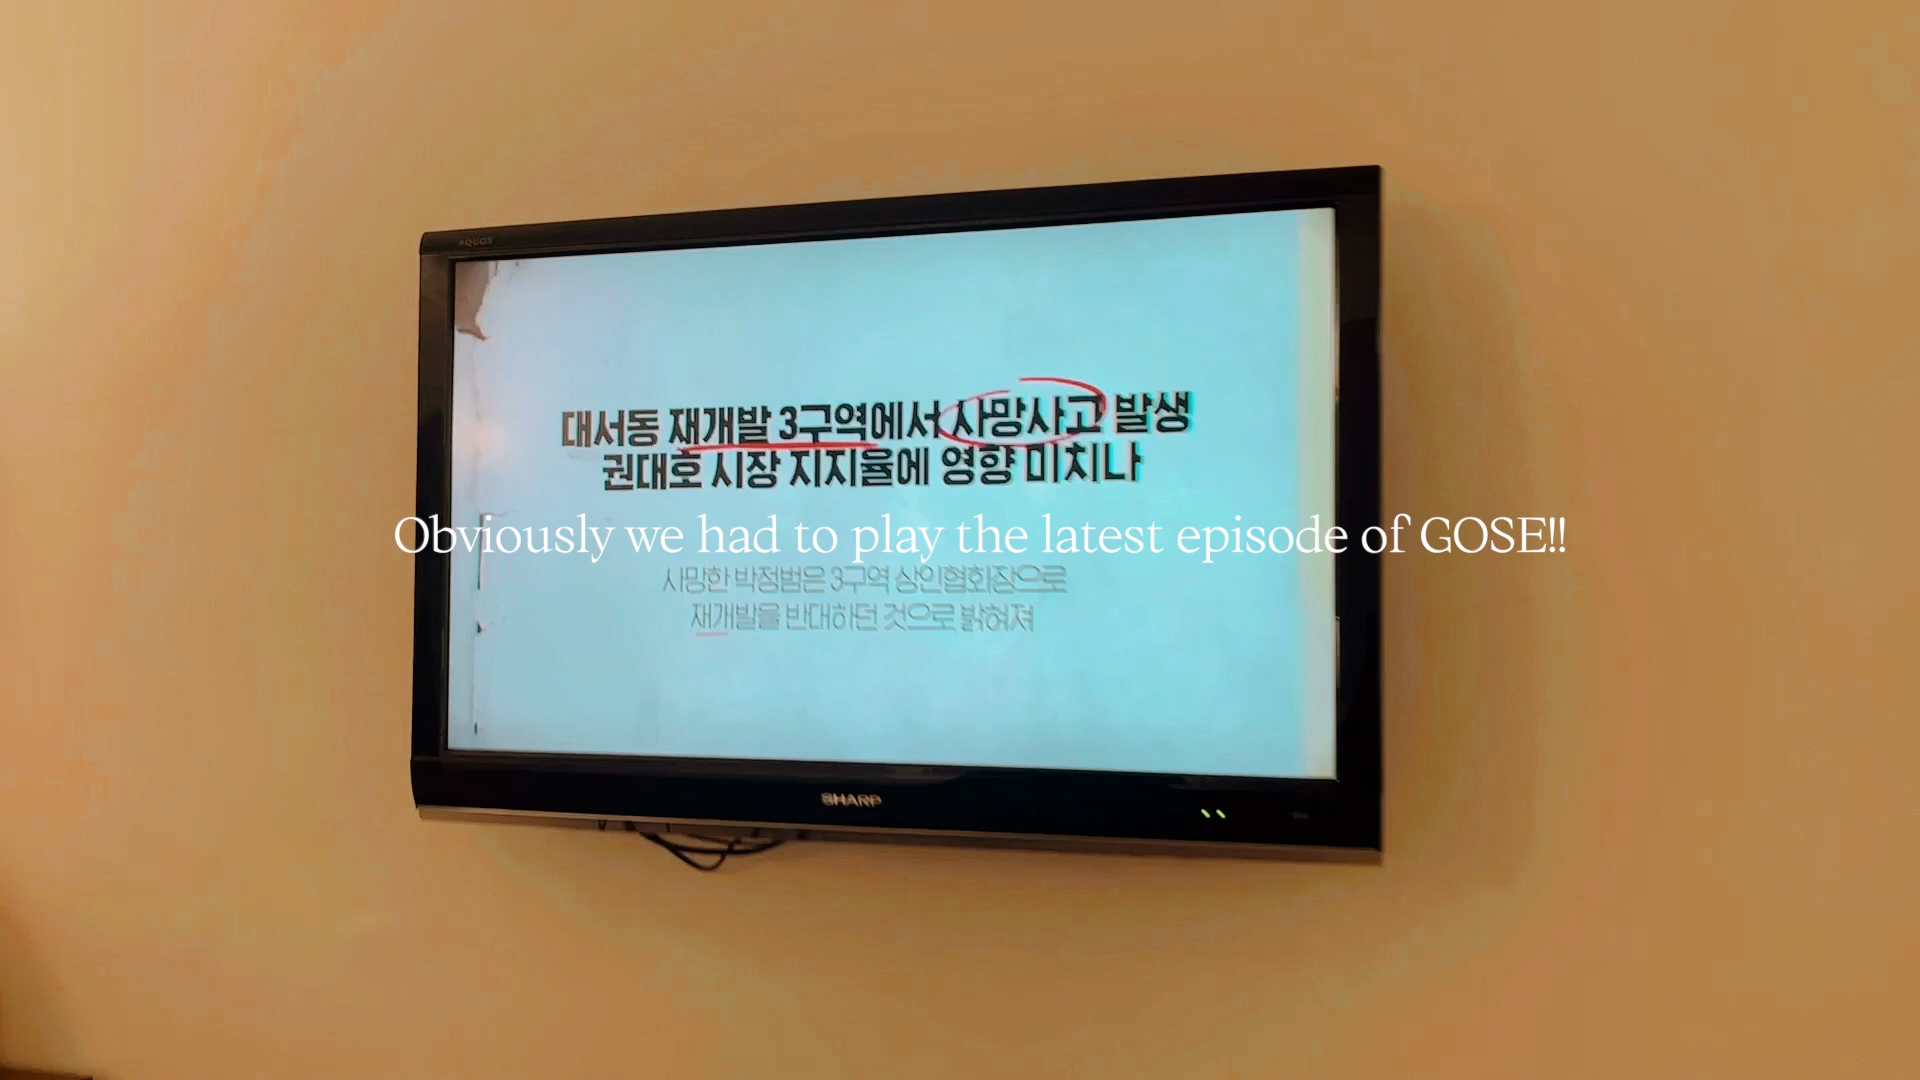 AQUOS
대서동 재개발 3구역에서 사망사고 발생
권대호 시장 지지율에 영향 미치나
Obviously we had to play the latest episode of GOSE!!
사망한 박정범은 3구역 상인협회장으로
재개발을 반대하던 것으로 밝혀져
SHARP